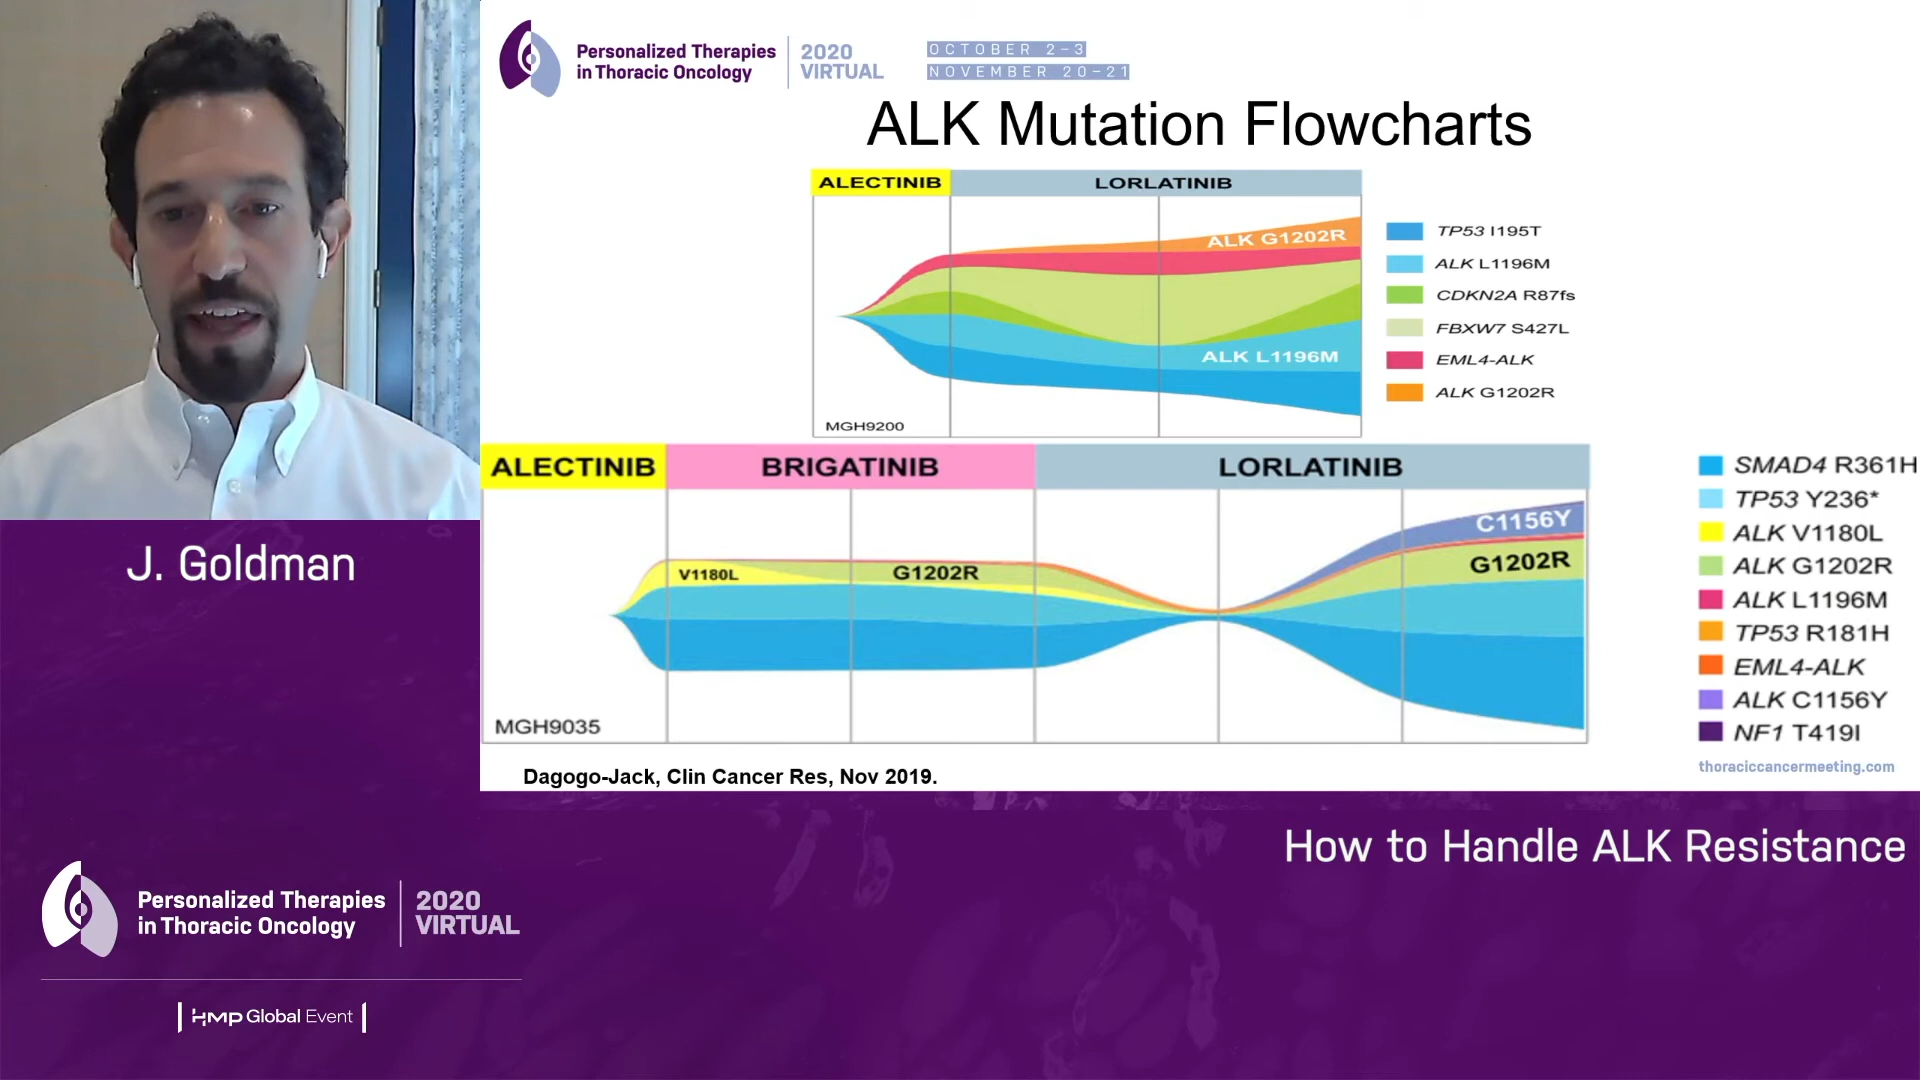 Personalized Therapies
in Thoracic Oncology
2020
VIRTUAL
OCTOBER 2-3
NOVEMBER 20-21
ALK Mutation Flowcharts
ALECTINIB
LORLATINIB
ALK G1202R
ALK L1196M
MGH9200
TP53 I195T
ALK L1196M
CDKN2A R87fs
FBXW7 S427L
EML4-ALK
ALK G1202R
ALECTINIB
BRIGATINIB
LORLATINIB
V1180L
G1202R
C1156Y
G1202R
MGH9035
SMAD4 R361H
TP53 Y236*
ALK V1180L
ALK G1202R
ALK L1196M
TP53 R181H
EML4-ALK
ALK C1156Y
NF1 T419I
Dagogo-Jack, Clin Cancer Res, Nov 2019.
thoraciccancermeeting.com
J. Goldman
How to Handle ALK Resistance
Personalized Therapies
in Thoracic Oncology
2020
VIRTUAL
HMP Global Event